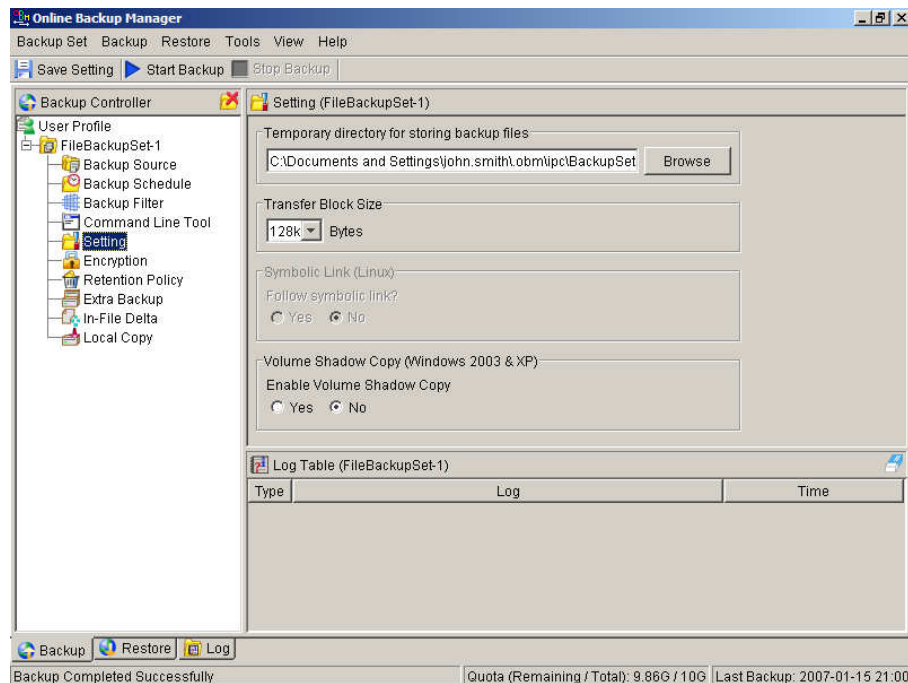 Online Backup Manager
Backup Set Backup Restore Tools View Help
Save Setting Start Backup Stop Backup
Backup Controller
User Profile
FileBackupSet-1
Backup Source
Backup Schedule
Backup Filter
Command Line Tool
Setting
Encryption
Retention Policy
Extra Backup
In-File Delta
Local Copy
Setting (FileBackupSet-1)
Temporary directory for storing backup files
C:\Documents and Settings\john.smith\.obm\ipc\BackupSet Browse
Transfer Block Size
128k Bytes
Symbolic Link (Linux)
Follow symbolic link?
Yes No
Volume Shadow Copy (Windows 2003 & XP)
Enable Volume Shadow Copy
Yes No
Log Table (FileBackupSet-1)
Type Log Time
Backup Restore Log
Backup Completed Successfully Quota (Remaining / Total): 9.86G / 10G Last Backup: 2007-01-15 21:00